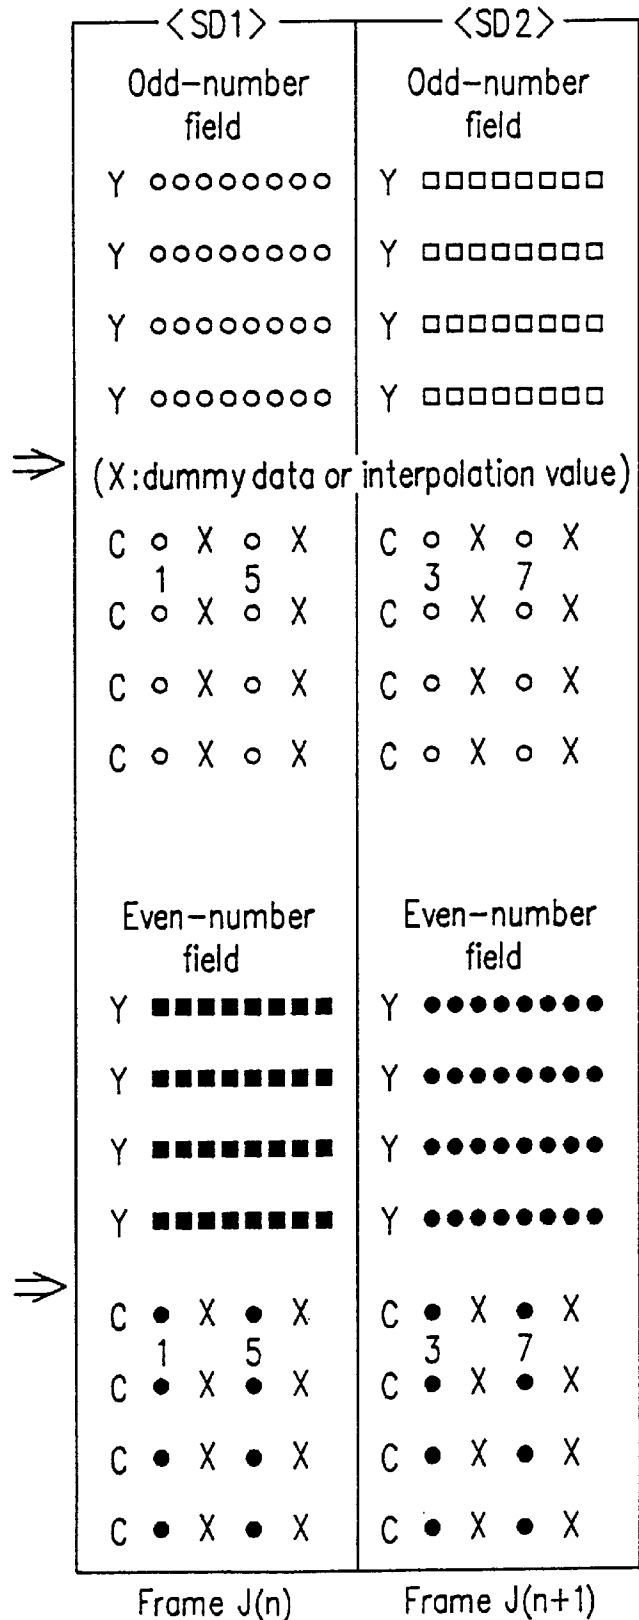 <SD1> <SD2>
Odd-number field Odd-number field
Y ○○○○○○○○ Y □□□□□□□□
Y ○○○○○○○○ Y □□□□□□□□
Y ○○○○○○○○ Y □□□□□□□□
Y ○○○○○○○○ Y □□□□□□□□
⇒ (X:dummy data or interpolation value)
C ○ X ○ X C ○ X ○ X
1 5 3 7
C ○ X ○ X C ○ X ○ X
C ○ X ○ X C ○ X ○ X
C ○ X ○ X C ○ X ○ X
Even-number field Even-number field
Y ■■■■■■■■ Y ●●●●●●●●
Y ■■■■■■■■ Y ●●●●●●●●
Y ■■■■■■■■ Y ●●●●●●●●
Y ■■■■■■■■ Y ●●●●●●●●
⇒
C ● X ● X C ● X ● X
1 5 3 7
C ● X ● X C ● X ● X
C ● X ● X C ● X ● X
C ● X ● X C ● X ● X
Frame J(n) Frame J(n+1)